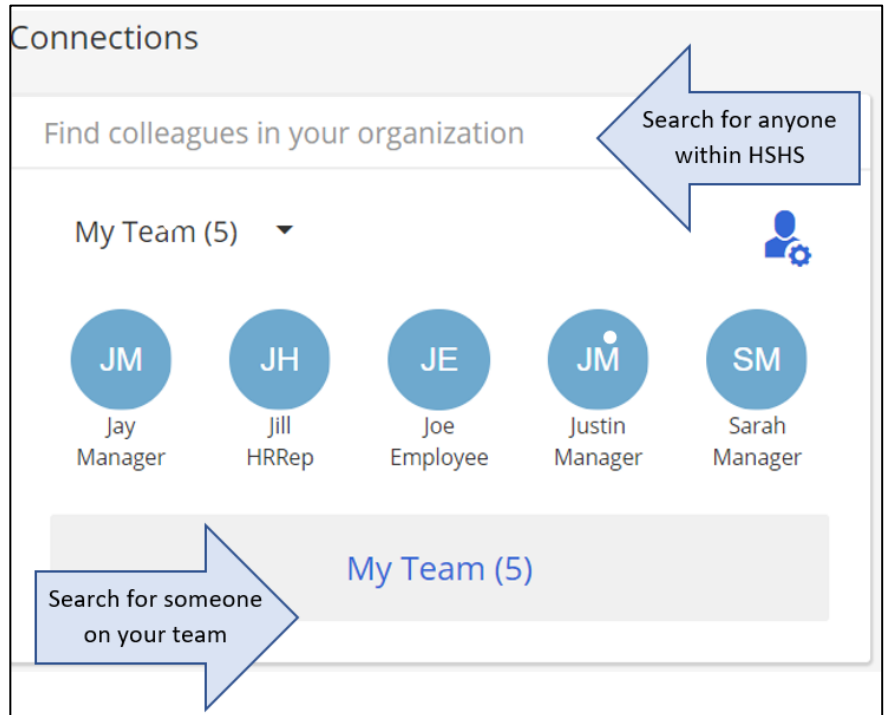 Connections
Find colleagues in your organization
Search for anyone
within HSHS
My Team (5)
JM
JH
JE
JM
SM
Jay
Manager
Jill
HRRep
Joe
Employee
Justin
Manager
Sarah
Manager
My Team (5)
Search for someone
on your team